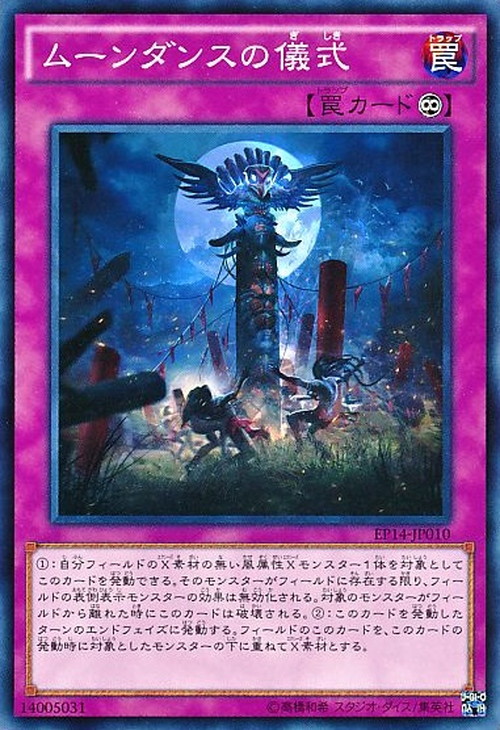 ムーンダンスの儀式
ぎ しき
罠
トラップ
【罠カード】
トラップ
EP14-JP010
①:自分フィールドのX素材の無い風属性Xモンスター1体を対象として
このカードを発動できる。そのモンスターがフィールドに存在する限り、フィー
ルドの表側表示モンスターの効果は無効化される。対象のモンスターがフィー
ルドから離れた時にこのカードは破壊される。②:このカードを発動した
ターンのエンドフェイズに発動する。フィールドのこのカードを、このカードの
発動時に対象としたモンスターの下に重ねてX素材とする。
14005031
©高橋和希 スタジオ・ダイス/集英社